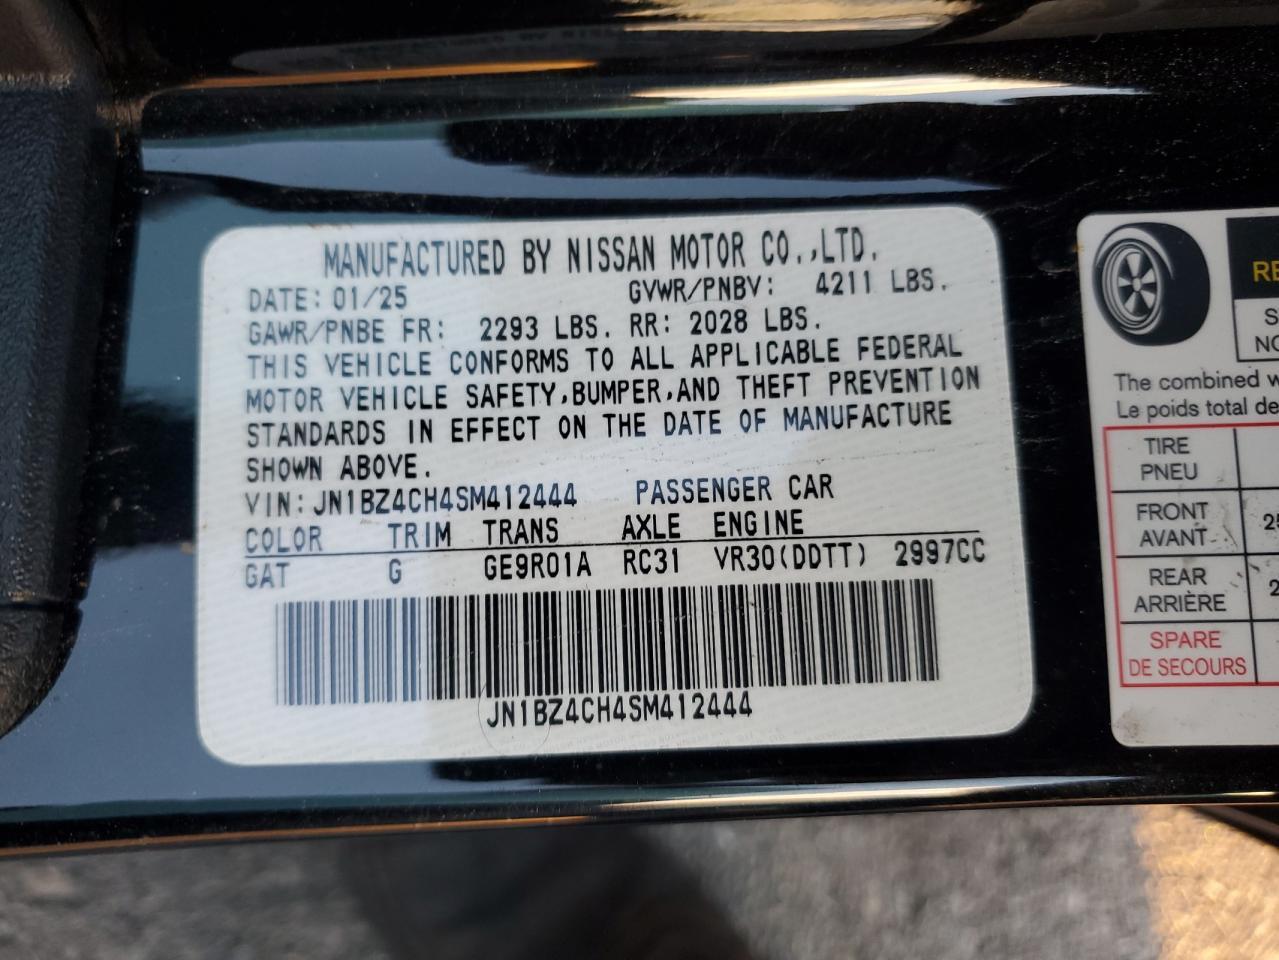 MANUFACTURED BY NISSAN MOTOR CO.,LTD.
DATE: 01/25 GVWR/PNBV: 4211 LBS.
GAWR/PNBE FR: 2293 LBS. RR: 2028 LBS.
THIS VEHICLE CONFORMS TO ALL APPLICABLE FEDERAL
MOTOR VEHICLE SAFETY,BUMPER,AND THEFT PREVENTION
STANDARDS IN EFFECT ON THE DATE OF MANUFACTURE
SHOWN ABOVE.
VIN: JN1BZ4CH4SM412444 PASSENGER CAR
COLOR TRIM TRANS AXLE ENGINE
GAT G GE9R01A RC31 VR30(DDTT) 2997CC
JN1BZ4CH4SM412444
The combined
Le poids total
TIRE
PNEU
FRONT
AVANT
REAR
ARRIÈRE
SPARE
DE SECOURS